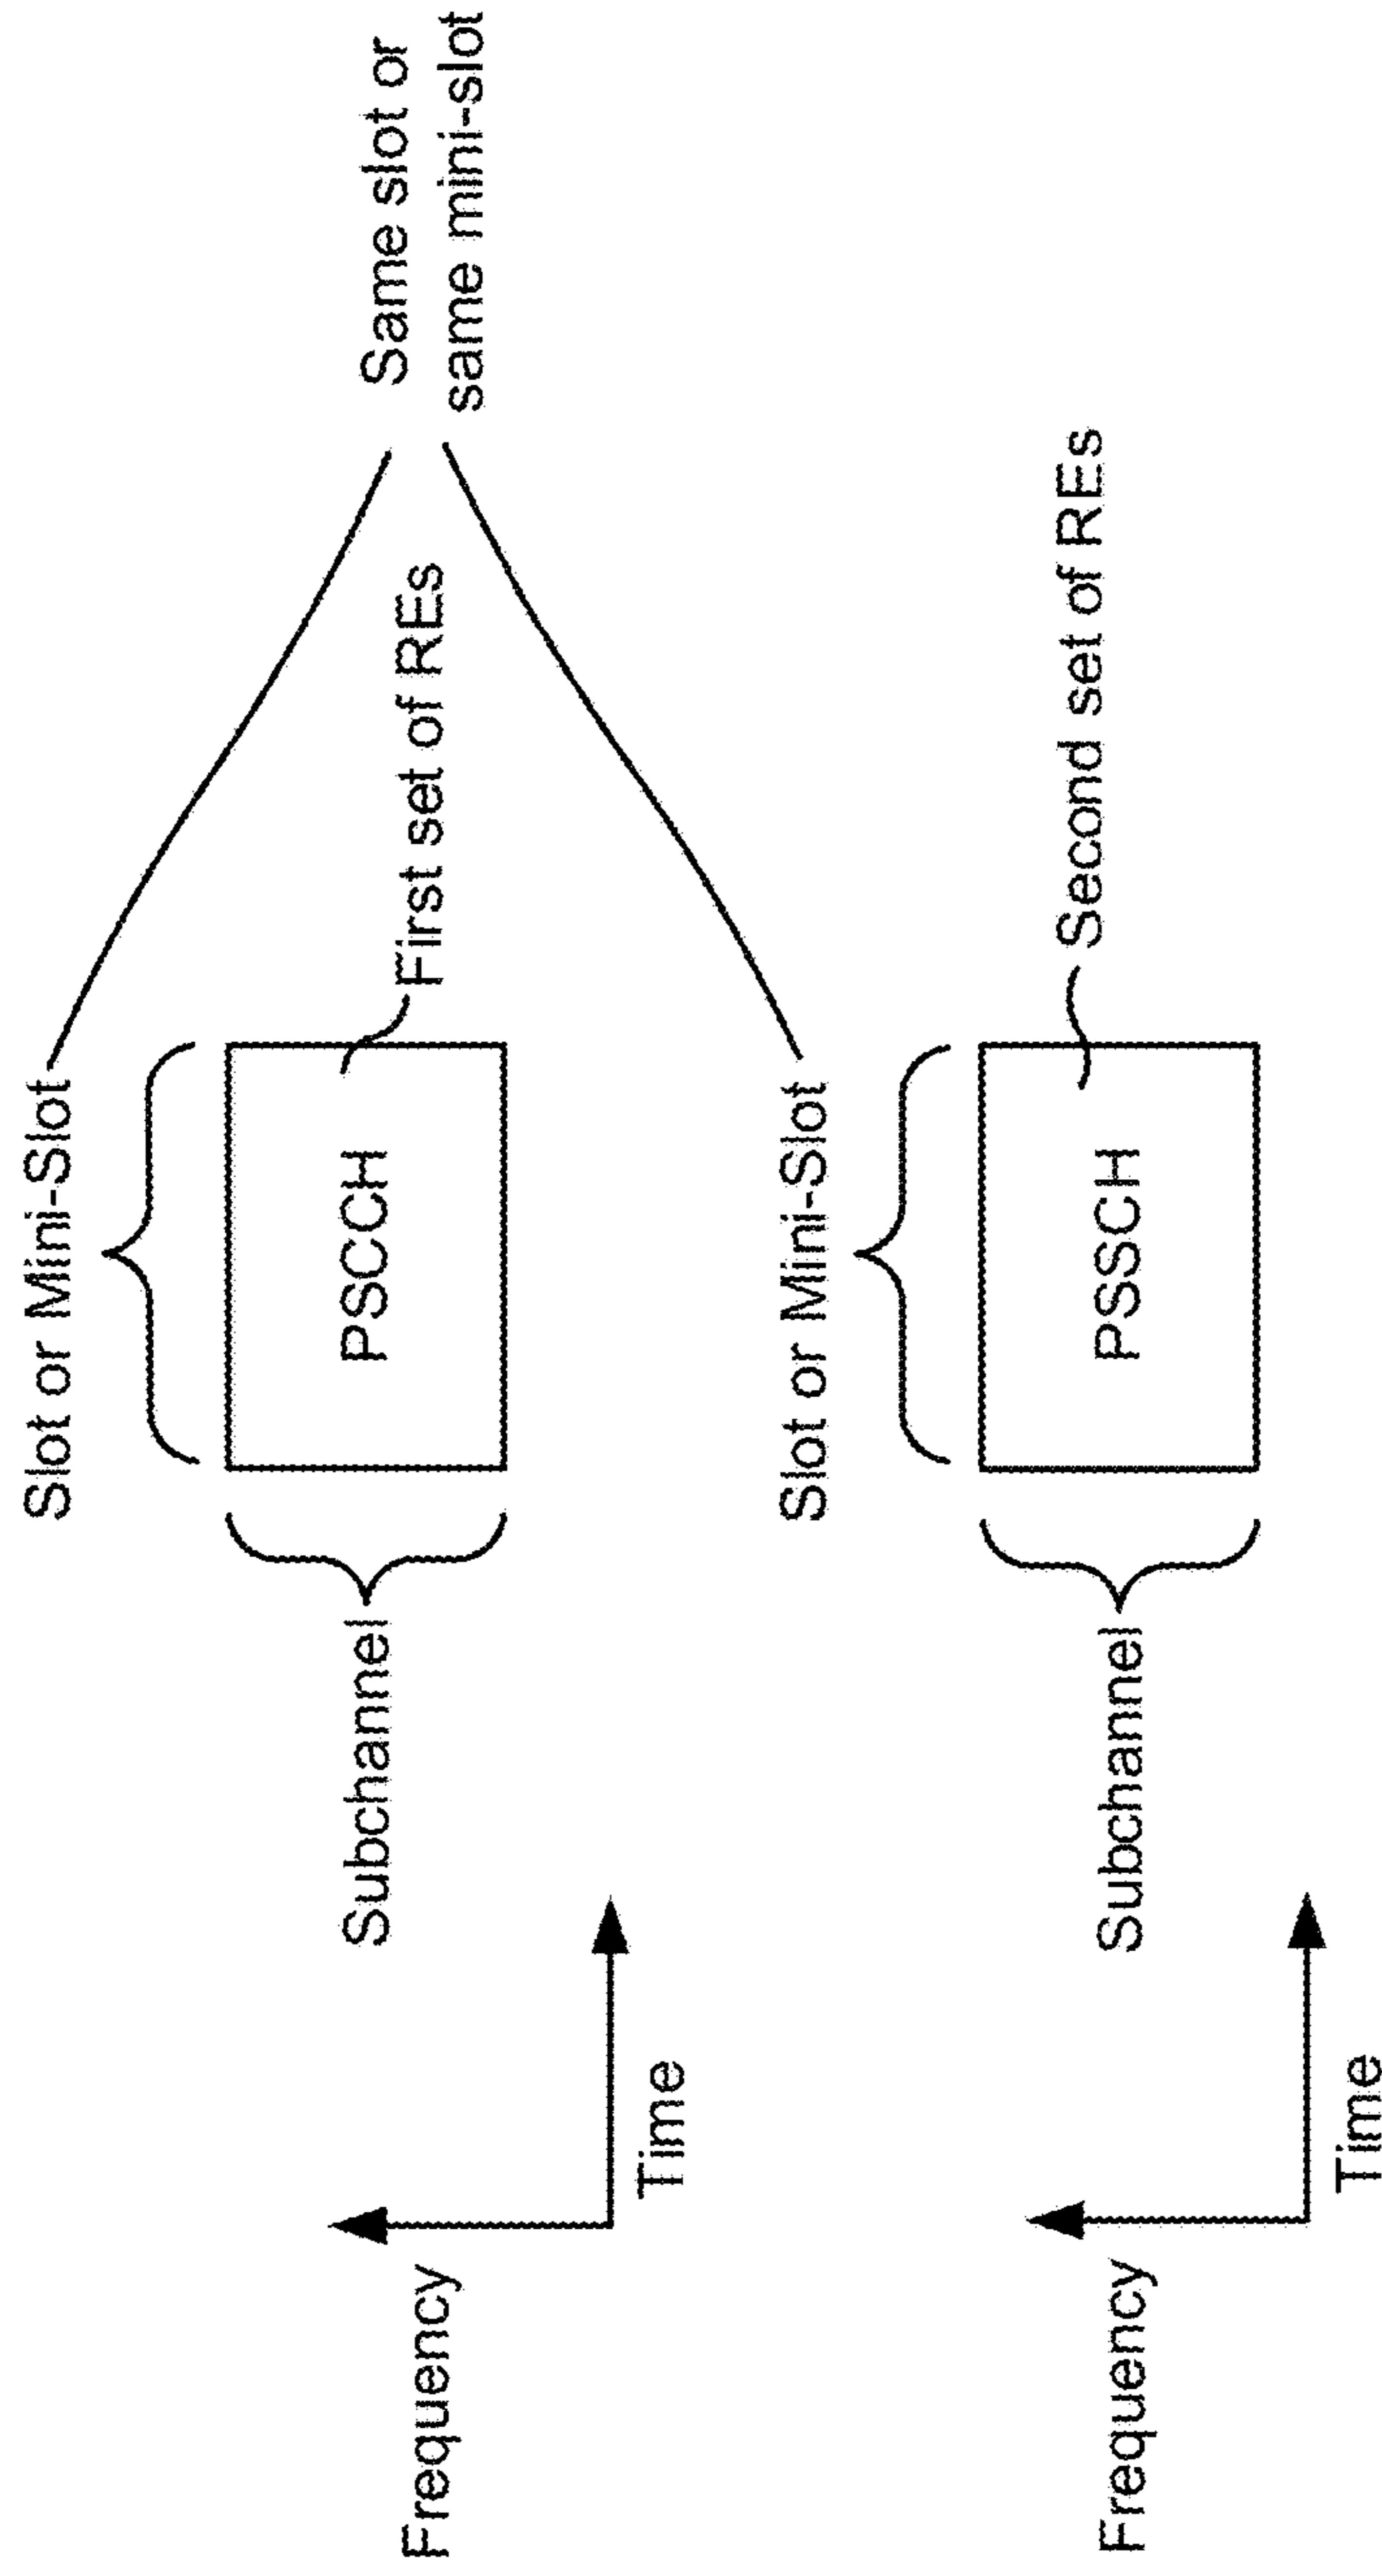 Slot or Mini-Slot
Same slot or
same mini-slot
Subchannel
PSCCH
First set of REs
Frequency
Time
Slot or Mini-Slot
Subchannel
PSSCH
Second set of REs
Frequency
Time